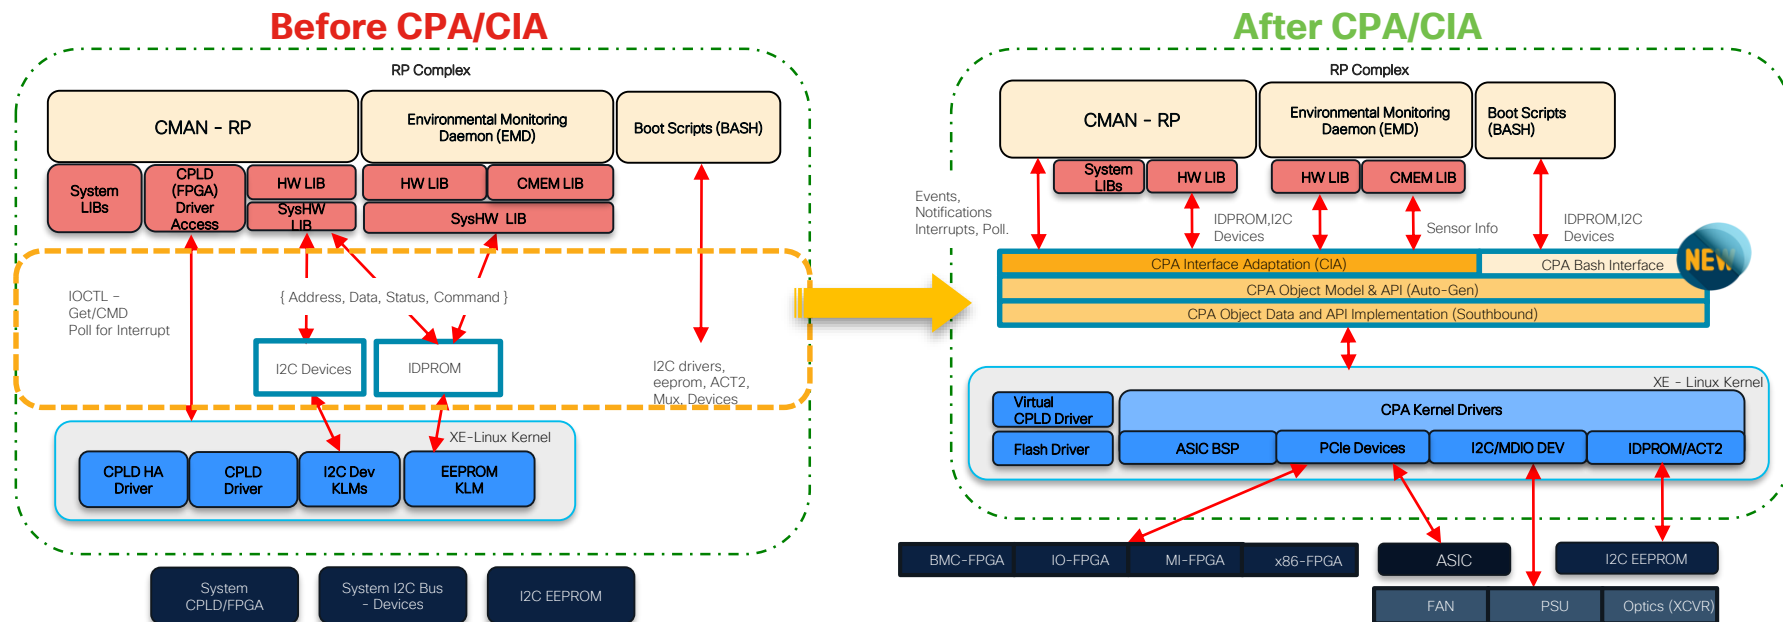 Before CPA/CIA
RP Complex
CMAN - RP
Environmental Monitoring
Daemon (EMD)
Boot Scripts (BASH)
System
LIBs
CPLD
(FPGA)
Driver
Access
HW LIB
SysHW
LIB
HW LIB
CMEM LIB
SysHW LIB
IOCTL –
Get/CMD
Poll for Interrupt
{ Address, Data, Status, Command }
I2C Devices
IDPROM
I2C drivers,
eeprom, ACT2,
Mux, Devices
XE-Linux Kernel
CPLD HA
Driver
CPLD
Driver
I2C Dev
KLMs
EEPROM
KLM
System
CPLD/FPGA
System I2C Bus
- Devices
I2C EEPROM
After CPA/CIA
RP Complex
CMAN - RP
Environmental Monitoring
Daemon (EMD)
Boot Scripts
(BASH)
System
LIBs
HW LIB
HW LIB
CMEM LIB
Events,
Notifications
Interrupts, Poll.
IDPROM,I2C
Devices
Sensor Info
IDPROM,I2C
Devices
NEW
CPA Interface Adaptation (CIA)
CPA Bash Interface
CPA Object Model & API (Auto-Gen)
CPA Object Data and API Implementation (Southbound)
XE - Linux Kernel
Virtual
CPLD Driver
CPA Kernel Drivers
Flash Driver
ASIC BSP
PCIe Devices
I2C/MDIO DEV
IDPROM/ACT2
BMC-FPGA
IO-FPGA
MI-FPGA
x86-FPGA
ASIC
I2C EEPROM
FAN
PSU
Optics (XCVR)